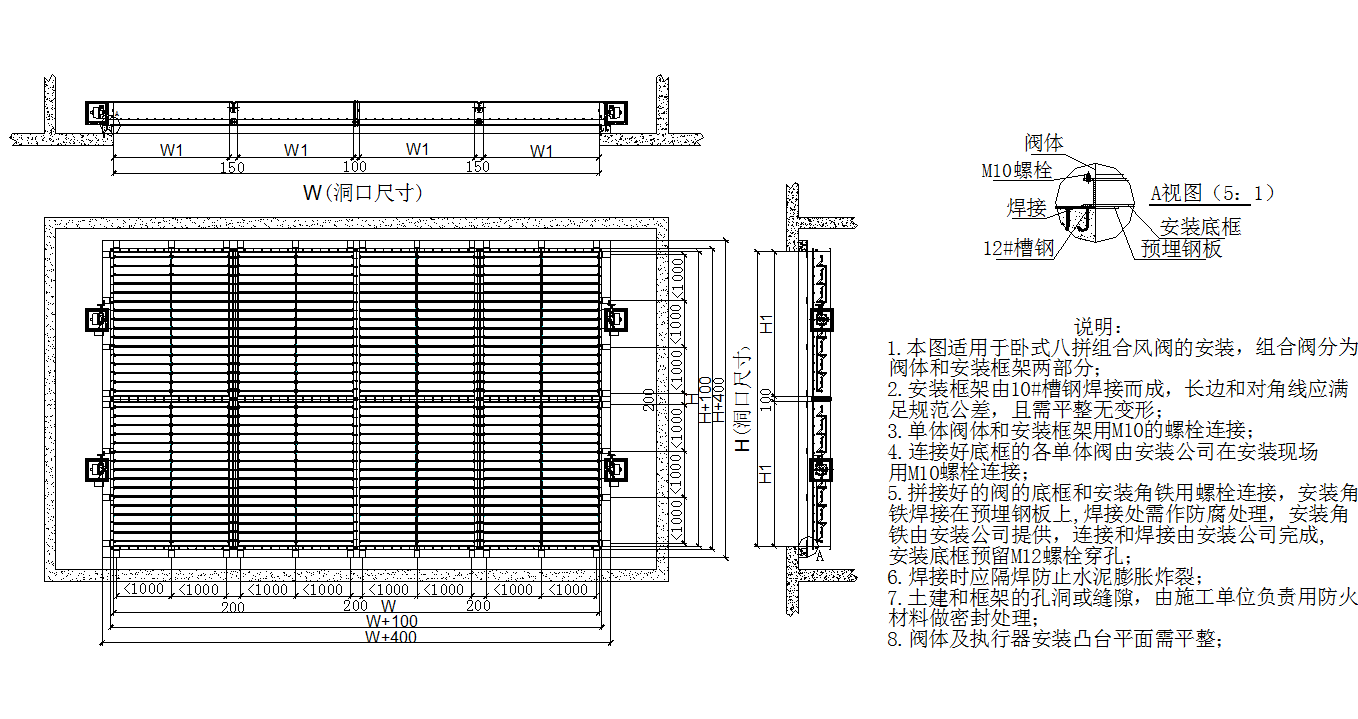 W1
W1
W1
W1
150
100
150
W(洞口尺寸)
<1000
<1000
<1000
<1000
<1000
<1000
200
H
H+100
H+400
H(洞口尺寸)
H1
100
H1
A
<1000
<1000
<1000
<1000
<1000
<1000
<1000
<1000
200
200
200
W
W+100
W+400
阀体
M10螺栓
焊接
12#槽钢
A视图（5：1）
安装底框
预埋钢板
说明：
1.本图适用于卧式八拼组合风阀的安装，组合阀分为
阀体和安装框架两部分；
2.安装框架由10#槽钢焊接而成，长边和对角线应满
足规范公差，且需平整无变形；
3.单体阀体和安装框架用M10的螺栓连接；
4.连接好底框的各单体阀由安装公司在安装现场
用M10螺栓连接；
5.拼接好的阀的底框和安装角铁用螺栓连接，安装角
铁焊接在预埋钢板上,焊接处需作防腐处理，安装角
铁由安装公司提供，连接和焊接由安装公司完成,
安装底框预留M12螺栓穿孔；
6.焊接时应隔焊防止水泥膨胀炸裂；
7.土建和框架的孔洞或缝隙，由施工单位负责用防火
材料做密封处理；
8.阀体及执行器安装凸台平面需平整；